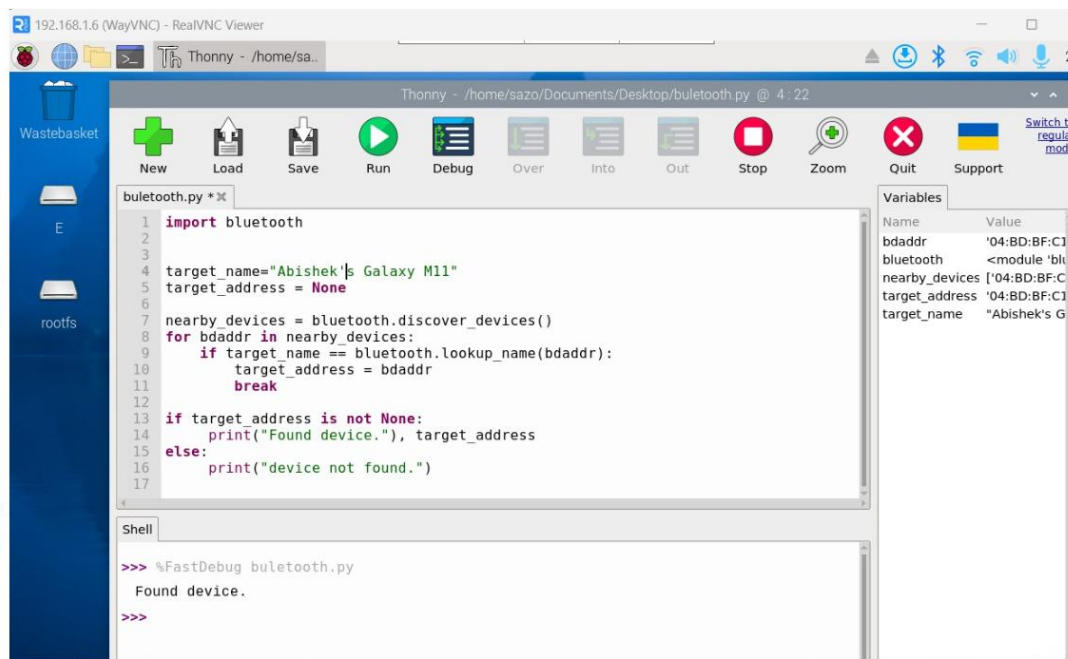 192.168.1.6 (WayVNC) - RealVNC Viewer
Thonny - /home/sa..
Thonny - /home/sazo/Documents/Desktop/buletooth.py @ 4:22
Wastebasket
E
rootfs
New Load Save Run Debug Over Into Out Stop Zoom Quit Support
Switch
buletooth.py *
1 import bluetooth
2
3
4 target_name="Abishek's Galaxy M11"
5 target_address = None
6
7 nearby_devices = bluetooth.discover_devices()
8 for bdaddr in nearby_devices:
9     if target_name == bluetooth.lookup_name(bdaddr):
10         target_address = bdaddr
11         break
12
13 if target_address is not None:
14      print("Found device."), target_address
15 else:
16      print("device not found.")
17
Variables
Name Value
bdaddr '04:BD:BF:C1
bluetooth <module 'blu
nearby_devices ['04:BD:BF:C
target_address '04:BD:BF:C1
target_name "Abishek's G
Shell
>>> %FastDebug buletooth.py
Found device.
>>>